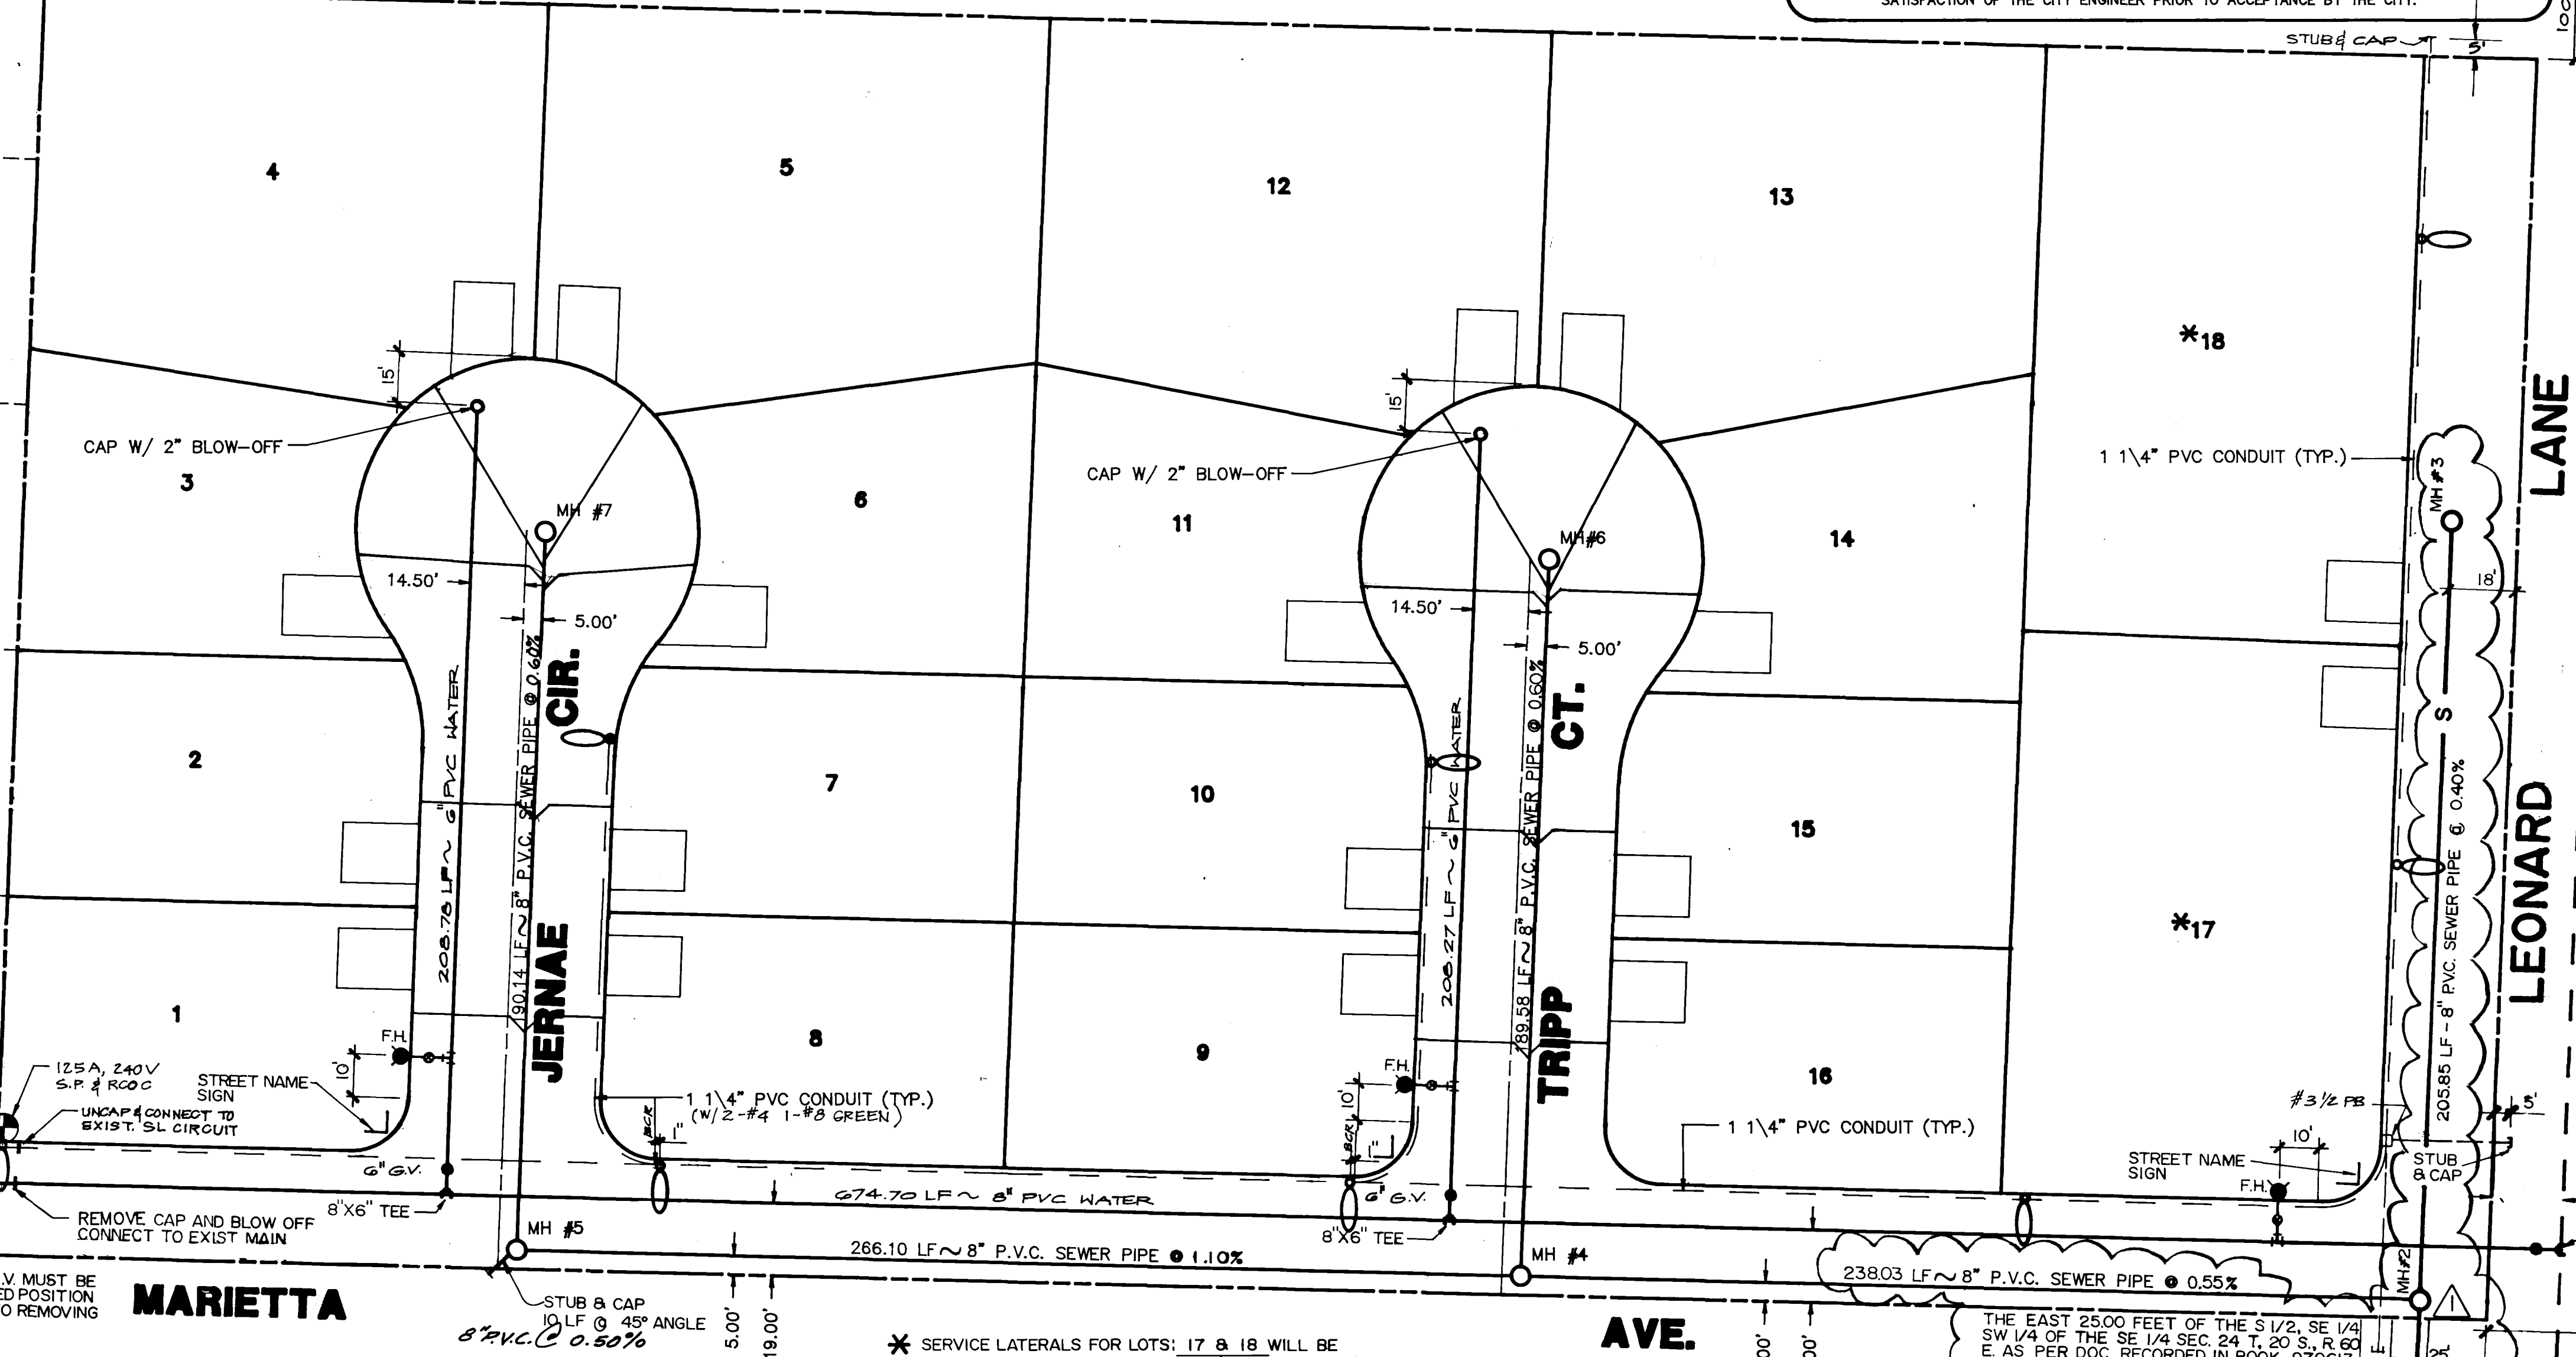 SATISFACTION OF THE CITY ENGINEER PRIOR TO ACCEPTANCE BY THE CITY.
STUB & CAP
5'
4
5
12
13
*18
15'
15'
CAP W/ 2" BLOW-OFF
CAP W/ 2" BLOW-OFF
1 1\4" PVC CONDUIT (TYP.)
LANE
3
6
11
14
MH #7
MH#6
MH #3
14.50'
5.00'
14.50'
5.00'
18'
CIR.
CT.
S
208.78 LF ~ 6" PVC WATER
190.14 LF ~ 8" P.V.C. SEWER PIPE @ 0.60%
208.27 LF ~ 6" PVC WATER
189.58 LF ~ 8" P.V.C. SEWER PIPE @ 0.60%
205.85 LF - 8" P.V.C. SEWER PIPE @ 0.40%
LEONARD
2
7
10
15
*17
JERNAE
TRIPP
1
8
9
16
F.H.
10'
F.H.
10'
125A, 240V
S.P. & RCOC
STREET NAME
SIGN
UNCAP & CONNECT TO
EXIST. SL CIRCUIT
1 1\4" PVC CONDUIT (TYP.)
(W/2-#4 1-#8 GREEN)
BCR
1"
BCR
1"
1 1\4" PVC CONDUIT (TYP.)
#3 1/2 PB
5'
10'
STREET NAME
SIGN
F.H.
STUB
& CAP
6" G.V.
674.70 LF ~ 8" PVC WATER
6" G.V.
8"X6" TEE
8"X6" TEE
REMOVE CAP AND BLOW OFF
CONNECT TO EXIST MAIN
MH #5
266.10 LF ~ 8" P.V.C. SEWER PIPE @ 1.10%
MH #4
238.03 LF ~ 8" P.V.C. SEWER PIPE @ 0.55%
MH#2
1
.V. MUST BE
ED POSITION
O REMOVING
MARIETTA
AVE.
STUB & CAP
10 LF @ 45° ANGLE
8" P.V.C. @ 0.50%
5.00'
19.00'
* SERVICE LATERALS FOR LOTS: 17 & 18 WILL BE
THE EAST 25.00 FEET OF THE S 1/2, SE 1/4
SW 1/4 OF THE SE 1/4 SEC. 24 T, 20 S., R. 60
E. AS PER DOC. RECORDED IN BOOK
25.